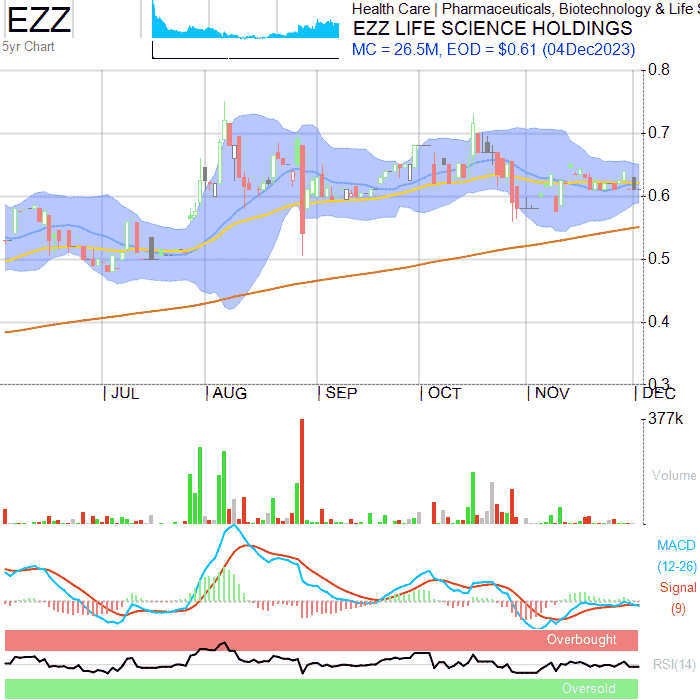 EZZ
5yr Chart
Health Care | Pharmaceuticals, Biotechnology & Life S
EZZ LIFE SCIENCE HOLDINGS
MC = 26.5M, EOD = $0.61 (04Dec2023)
0.8
0.7
0.6
0.5
0.4
0.3
JUL
AUG
SEP
OCT
NOV
DEC
377k
Volume
MACD
(12-26)
Signal
(9)
Overbought
RSI(14)
Oversold